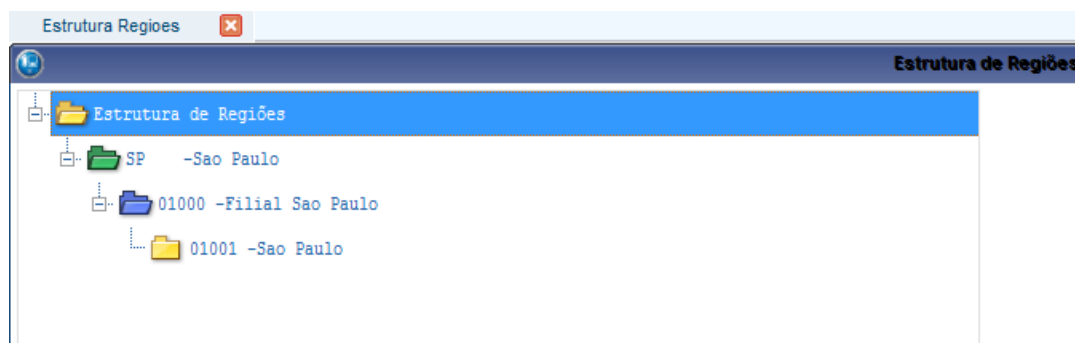 Estrutura Regioes
Estrutura de Regiões
Estrutura de Regiões
SP -Sao Paulo
01000 -Filial Sao Paulo
01001 -Sao Paulo